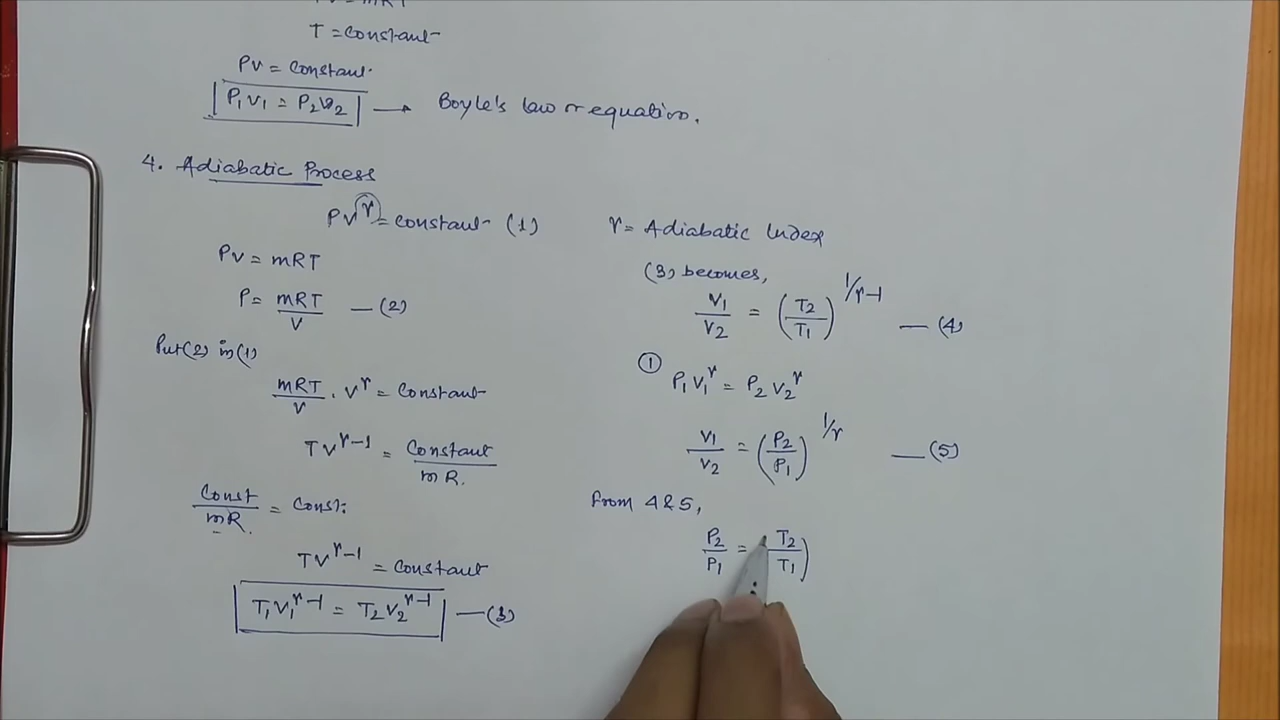 PV = mRT
T = Constant
PV = Constant.
P₁V₁ = P₂V₂ → Boyle's law or equation.
4. Adiabatic Process
PV^γ = constant (1)
PV = mRT
P = mRT/V — (2)
Put (2) in (1)
mRT/V . V^γ = Constant
TV^γ-1 = Constant/mR.
Const/mR. = Const.
TV^γ-1 = Constant
T₁V₁^γ-1 = T₂V₂^γ-1 — (3)
γ = Adiabatic Index
(3) becomes,
V₁/V₂ = (T₂/T₁)^1/γ-1 — (4)
① P₁V₁^γ = P₂V₂^γ
V₁/V₂ = (P₂/P₁)^1/γ — (5)
From 4 & 5,
P₂/P₁ = T₂/T₁)